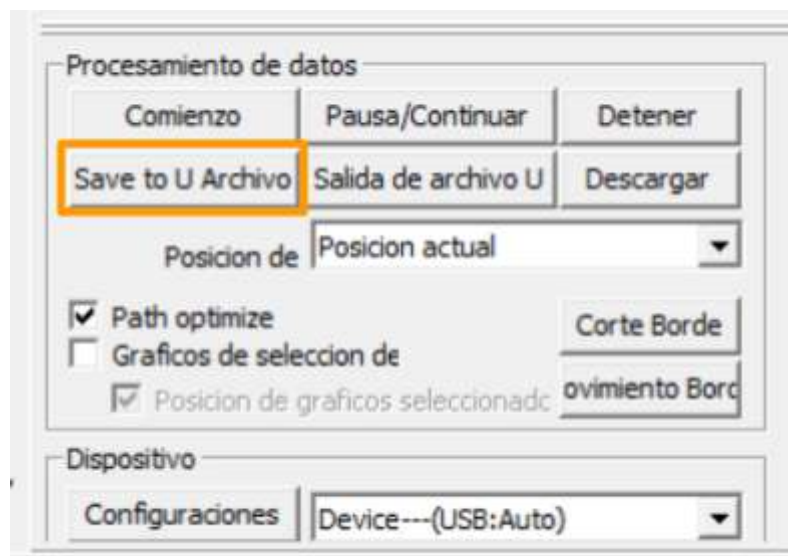 Procesamiento de datos
Comienzo Pausa/Continuar Detener
Save to U Archivo Salida de archivo U Descargar
Posicion de Posicion actual
Path optimize Corte Borde
Graficos de seleccion de
Posicion de graficos seleccionadc ovimiento Bord
Dispositivo
Configuraciones Device---(USB:Auto)